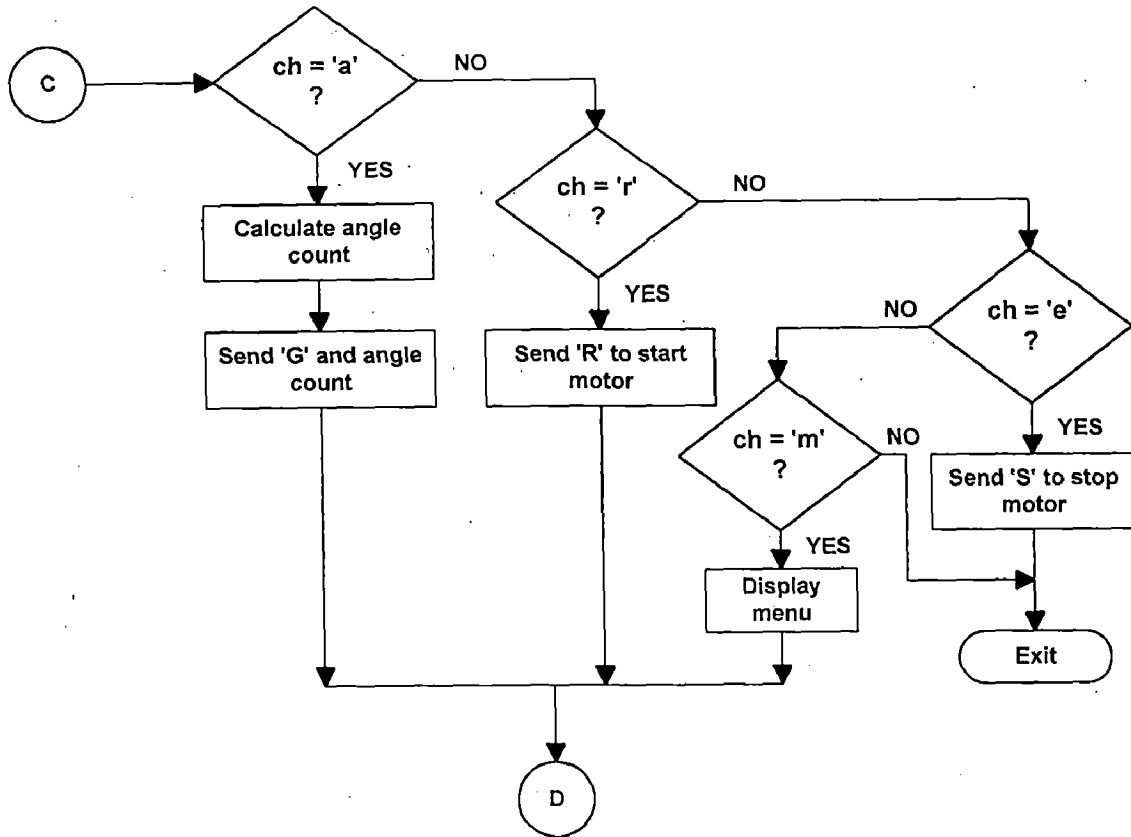 C
ch = 'a'
?
NO
YES
Calculate angle
count
Send 'G' and angle
count
ch = 'r'
?
NO
YES
Send 'R' to start
motor
ch = 'e'
?
NO
YES
Send 'S' to stop
motor
ch = 'm'
?
NO
YES
Display
menu
Exit
D